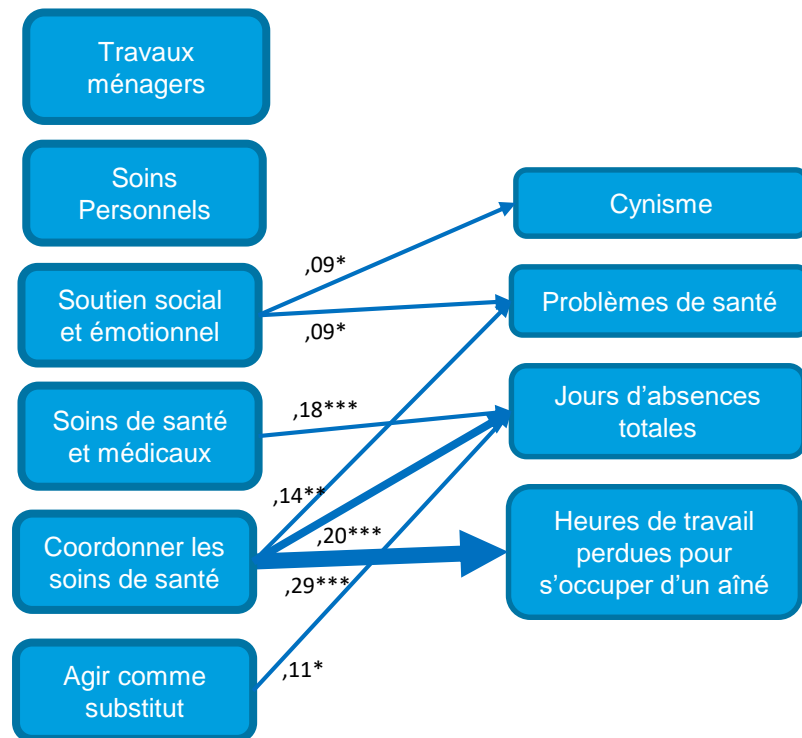 Travaux
ménagers
Soins
Personnels
Soutien social
et émotionnel
Soins de santé
et médicaux
Coordonner les
soins de santé
Agir comme
substitut
,09*
,09*
,18***
,14**
,20***
,29***
,11*
Cynisme
Problèmes de santé
Jours d’absences
totales
Heures de travail
perdues pour
s’occuper d’un aîné